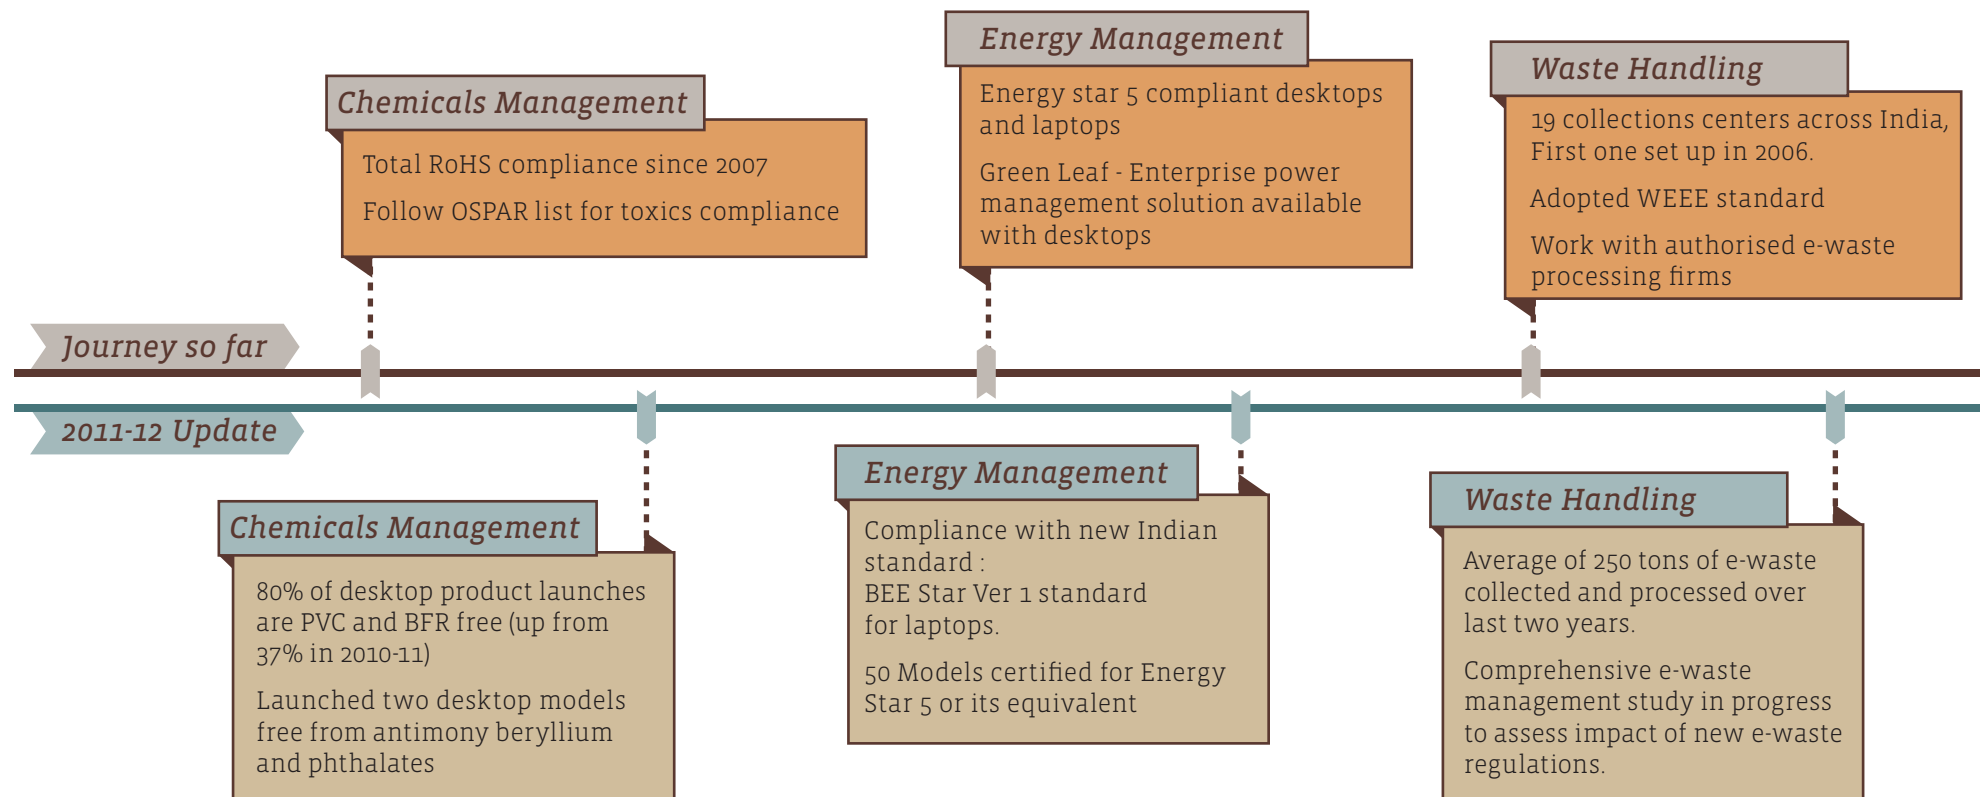 Chemicals Management
Total RoHS compliance since 2007
Follow OSPAR list for toxics compliance
Energy Management
Energy star 5 compliant desktops
and laptops
Green Leaf - Enterprise power
management solution available
with desktops
Waste Handling
19 collections centers across India,
First one set up in 2006.
Adopted WEEE standard
Work with authorised e-waste
processing firms
Journey so far
2011-12 Update
Chemicals Management
80% of desktop product launches
are PVC and BFR free (up from
37% in 2010-11)
Launched two desktop models
free from antimony beryllium
and phthalates
Energy Management
Compliance with new Indian
standard :
BEE Star Ver 1 standard
for laptops.
50 Models certified for Energy
Star 5 or its equivalent
Waste Handling
Average of 250 tons of e-waste
collected and processed over
last two years.
Comprehensive e-waste
management study in progress
to assess impact of new e-waste
regulations.